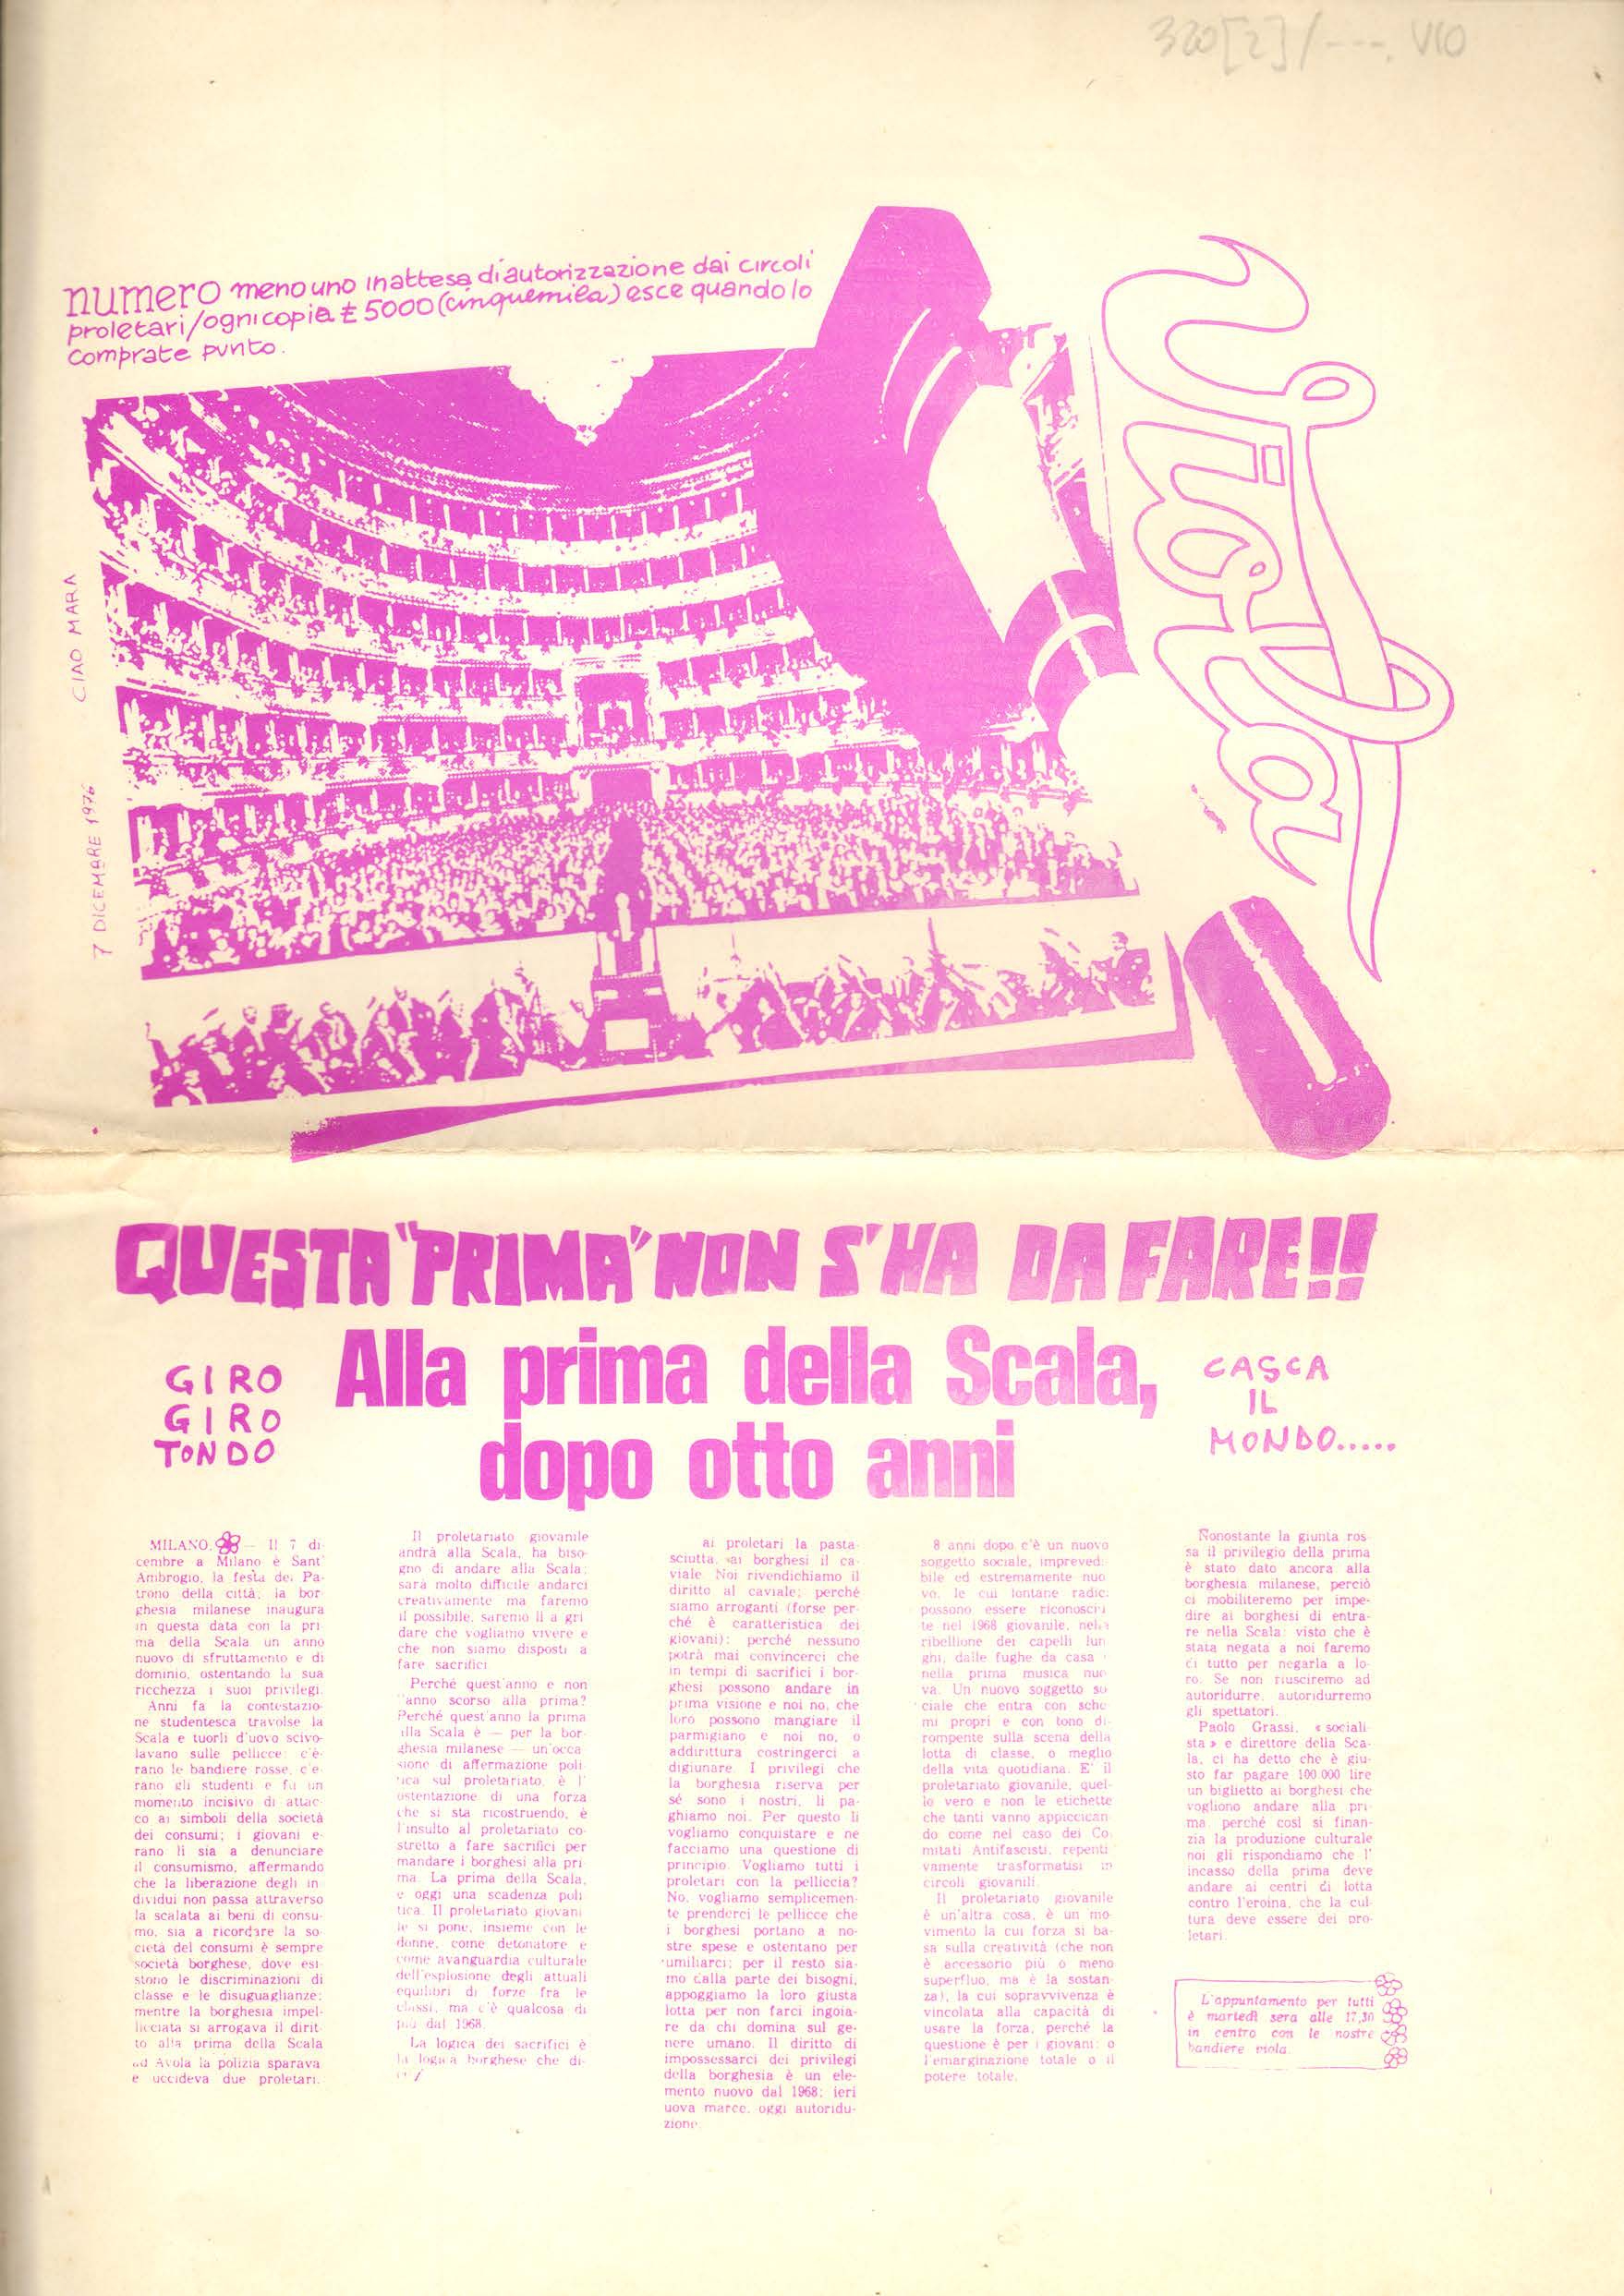 320[2]/---. VIO
numero meno uno in attesa di autorizzazione dai circoli
proletari/ogni copia £ 5000 (cinquemila) esce quando lo
comprate punto.
Viola
CIAO MARA
7 DICEMBRE 1976
QUESTA "PRIMA" NON S'HA DA FARE!!
GIRO
GIRO
TONDO
Alla prima della Scala,
dopo otto anni
CASCA
IL
MONDO.....
MILANO, — Il 7 di-
cembre a Milano è Sant'
Ambrogio, la festa del Pa-
trono della città; la bor
ghesia milanese inaugura
in questa data con la pri
ma della Scala un anno
nuovo di sfruttamento e di
dominio, ostentando la sua
ricchezza i suoi privilegi.
Anni fa la contestazio-
ne studentesca travolse la
Scala e tuorli d'uovo scivo-
lavano sulle pellicce: c'e-
rano le bandiere rosse, c'e
rano gli studenti e fu un
momento incisivo di attac-
co ai simboli della società
dei consumi; i giovani e-
rano lì sia a denunciare
il consumismo, affermando
che la liberazione degli in
dividui non passa attraverso
la scalata ai beni di consu-
mo, sia a ricordare la so-
cietà del consumi è sempre
società borghese, dove esi-
stono le discriminazioni di
classe e le disuguaglianze;
mentre la borghesia impel-
licciata si arrogava il dirit-
to alla prima della Scala
ad Avola la polizia sparava
e uccideva due proletari.
Il proletariato giovanile
andrà alla Scala, ha biso-
gno di andare alla Scala;
sarà molto difficile andarci
creativamente ma faremo
il possibile, saremo lì a gri
dare che vogliamo vivere e
che non siamo disposti a
fare sacrifici
Perché quest'anno e non
l'anno scorso alla prima?
Perché quest'anno la prima
alla Scala è — per la bor-
ghesia milanese — un'occa
sione di affermazione poli
tica sul proletariato, è l'
ostentazione di una forza
che si sta ricostruendo, è
l'insulto al proletariato co-
stretto a fare sacrifici per
mandare i borghesi alla pri
ma. La prima della Scala,
e oggi una scadenza poli
tica. Il proletariato giovani
le si pone, insieme con le
donne, come detonatore e
come avanguardia culturale
dell'esplosione degli attuali
equilibri di forze fra le
classi, ma c'è qualcosa di
più dal 1968.
La logica dei sacrifici è
la logica borghese che di-
ai proletari la pasta-
sciutta, ai borghesi il ca-
viale Noi rivendichiamo il
diritto al caviale; perché
siamo arroganti (forse per-
ché è caratteristica dei
giovani); perché nessuno
potrà mai convincerci che
in tempi di sacrifici i bor-
ghesi possono andare in
prima visione e noi no, che
loro possono mangiare il
parmigiano e noi no, o
addirittura costringerci a
digiunare. I privilegi che
la borghesia riserva per
sé sono i nostri, li pa-
ghiamo noi. Per questo li
vogliamo conquistare e ne
facciamo una questione di
principio. Vogliamo tutti i
proletari con la pelliccia?
No, vogliamo semplicemen-
te prenderci le pellicce che
i borghesi portano a no-
stre spese e ostentano per
umiliarci; per il resto sia-
mo dalla parte dei bisogni,
appoggiamo la loro giusta
lotta per non farci ingoia-
re da chi domina sul ge-
nere umano. Il diritto di
impossessarci dei privilegi
della borghesia è un ele-
mento nuovo dal 1968; ieri
uova marce, oggi autoridu-
zione
8 anni dopo c'è un nuovo
soggetto sociale, imprevedi
bile ed estremamente nuo
vo, le cui lontane radici
possono essere riconosciu
te nel 1968 giovanile, nella
ribellione dei capelli lun
ghi, dalle fughe da casa
nella prima musica nuo
va. Un nuovo soggetto so
ciale che entra con sche
mi propri e con tono di-
rompente sulla scena della
lotta di classe, o meglio
della vita quotidiana. E' il
proletariato giovanile, quel-
lo vero e non le etichette
che tanti vanno appiccican-
do come nel caso dei Co-
mitati Antifascisti, repenti
vamente trasformatisi in
circoli giovanili.
Il proletariato giovanile
è un'altra cosa, è un mo-
vimento la cui forza si ba-
sa sulla creatività (che non
è accessorio più o meno
superfluo, ma è la sostan-
za), la cui sopravvivenza è
vincolata alla capacità di
usare la forza, perché la
questione è per i giovani: o
l'emarginazione totale o il
potere totale.
Nonostante la giunta ros-
sa il privilegio della prima
è stato dato ancora alla
borghesia milanese, perciò
ci mobiliteremo per impe-
dire ai borghesi di entra-
re nella Scala: visto che è
stata negata a noi faremo
di tutto per negarla a lo-
ro. Se non riusciremo ad
autoridurre, autoridurremo
gli spettatori.
Paolo Grassi, « sociali-
sta » e direttore della Sca-
la, ci ha detto che è giu-
sto far pagare 100.000 lire
un biglietto ai borghesi che
vogliono andare alla pri-
ma perché così si finan-
zia la produzione culturale
noi gli rispondiamo che l'
incasso della prima deve
andare ai centri di lotta
contro l'eroina, che la cul-
tura deve essere dei pro-
letari.
L'appuntamento per tutti
è martedì sera alle 17,30
in centro con le nostre
bandiere viola.